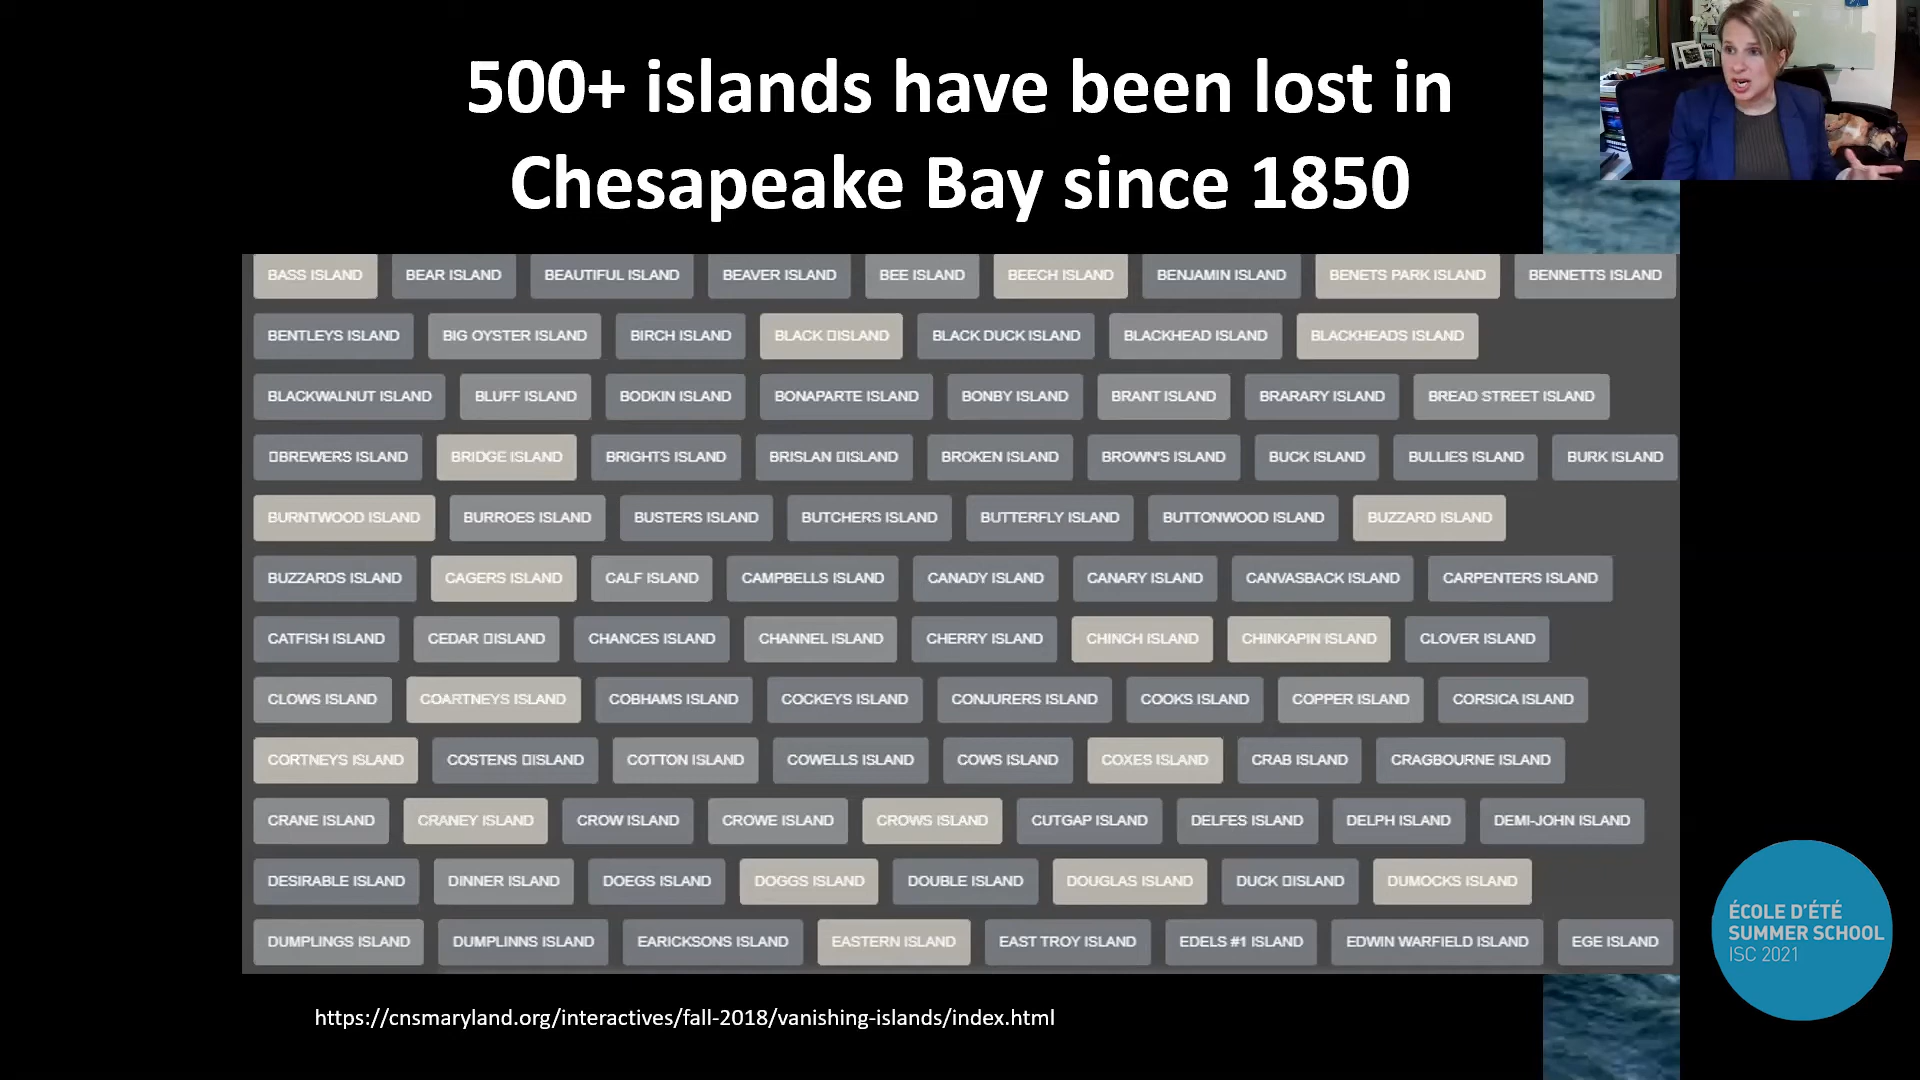 500+ islands have been lost in
Chesapeake Bay since 1850
BASS ISLAND BEAR ISLAND BEAUTIFUL ISLAND BEAVER ISLAND BEE ISLAND BEECH ISLAND BENJAMIN ISLAND BENETS PARK ISLAND BENNETTS ISLAND
BENTLEYS ISLAND BIG OYSTER ISLAND BIRCH ISLAND BLACK ISLAND BLACK DUCK ISLAND BLACKHEAD ISLAND BLACKHEADS ISLAND
BLACKWALNUT ISLAND BLUFF ISLAND BODKIN ISLAND BONAPARTE ISLAND BONBY ISLAND BRANT ISLAND BRARARY ISLAND BREAD STREET ISLAND
BREWERS ISLAND BRIDGE ISLAND BRIGHTS ISLAND BRISLAN ISLAND BROKEN ISLAND BROWN'S ISLAND BUCK ISLAND BULLIES ISLAND BURK ISLAND
BURNTWOOD ISLAND BURROES ISLAND BUSTERS ISLAND BUTCHERS ISLAND BUTTERFLY ISLAND BUTTONWOOD ISLAND BUZZARD ISLAND
BUZZARDS ISLAND CAGERS ISLAND CALF ISLAND CAMPBELLS ISLAND CANADY ISLAND CANARY ISLAND CANVASBACK ISLAND CARPENTERS ISLAND
CATFISH ISLAND CEDAR ISLAND CHANCES ISLAND CHANNEL ISLAND CHERRY ISLAND CHINCH ISLAND CHINKAPIN ISLAND CLOVER ISLAND
CLOWS ISLAND COARTNEYS ISLAND COBHAMS ISLAND COCKEYS ISLAND CONJURERS ISLAND COOKS ISLAND COPPER ISLAND CORSICA ISLAND
CORTNEYS ISLAND COSTENS ISLAND COTTON ISLAND COWELLS ISLAND COWS ISLAND COXES ISLAND CRAB ISLAND CRAGBOURNE ISLAND
CRANE ISLAND CRANEY ISLAND CROW ISLAND CROWE ISLAND CROWS ISLAND CUTGAP ISLAND DELFES ISLAND DELPH ISLAND DEMI-JOHN ISLAND
DESIRABLE ISLAND DINNER ISLAND DOEGS ISLAND DOGGS ISLAND DOUBLE ISLAND DOUGLAS ISLAND DUCK ISLAND DUMOCKS ISLAND
DUMPLINGS ISLAND DUMPLINNS ISLAND EARICKSONS ISLAND EASTERN ISLAND EAST TROY ISLAND EDELS #1 ISLAND EDWIN WARFIELD ISLAND EGE ISLAND
https://cnsmaryland.org/interactives/fall-2018/vanishing-islands/index.html
ÉCOLE D'ÉTÉ
SUMMER SCHOOL
ISC 2021